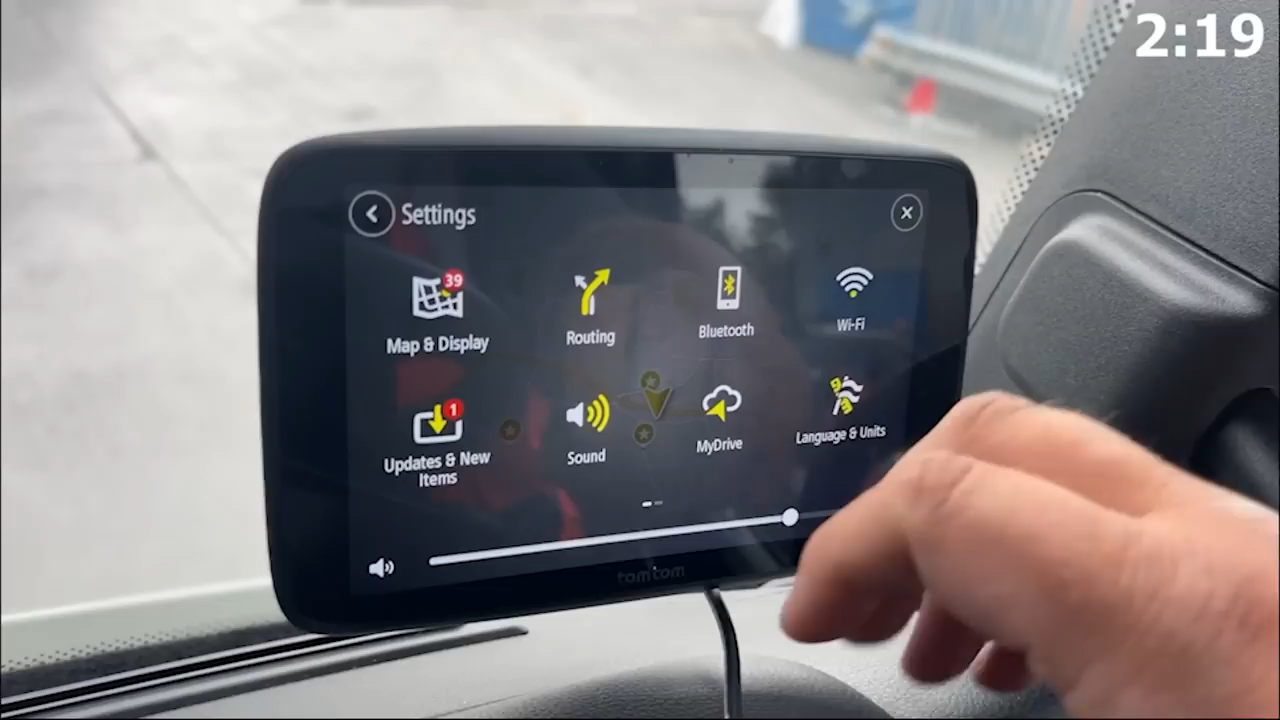 2:19
Settings
39
Map & Display
Routing
Bluetooth
Wi-Fi
1
Updates & New
Items
Sound
MyDrive
93
Language & Units
tomtom